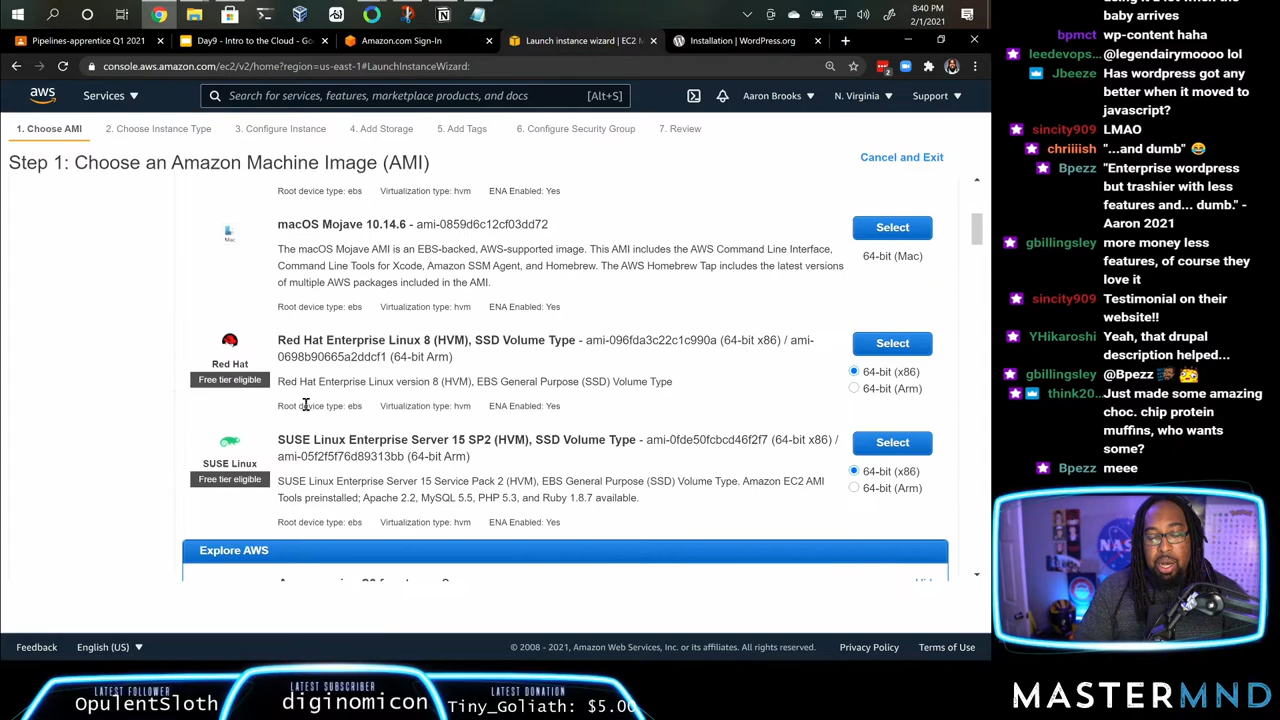 8:40 PM
2/1/2021
Pipelines-apprentice Q1 2021
Day9 - Intro to the Cloud - Go
Amazon.com Sign-In
Launch instance wizard | EC2 M
Installation | WordPress.org
console.aws.amazon.com/ec2/v2/home?region=us-east-1#LaunchInstanceWizard:
aws
Services
Search for services, features, marketplace products, and docs
[Alt+S]
Aaron Brooks
N. Virginia
Support
1. Choose AMI
2. Choose Instance Type
3. Configure Instance
4. Add Storage
5. Add Tags
6. Configure Security Group
7. Review
Step 1: Choose an Amazon Machine Image (AMI)
Cancel and Exit
Root device type: ebs Virtualization type: hvm ENA Enabled: Yes
Mac
macOS Mojave 10.14.6 - ami-0859d6c12cf03dd72
Select
64-bit (Mac)
The macOS Mojave AMI is an EBS-backed, AWS-supported image. This AMI includes the AWS Command Line Interface,
Command Line Tools for Xcode, Amazon SSM Agent, and Homebrew. The AWS Homebrew Tap includes the latest versions
of multiple AWS packages included in the AMI.
Root device type: ebs Virtualization type: hvm ENA Enabled: Yes
Red Hat
Free tier eligible
Red Hat Enterprise Linux 8 (HVM), SSD Volume Type - ami-096fda3c22c1c990a (64-bit x86) / ami-
0698b90665a2ddcf1 (64-bit Arm)
Select
64-bit (x86)
64-bit (Arm)
Red Hat Enterprise Linux version 8 (HVM), EBS General Purpose (SSD) Volume Type
Root device type: ebs Virtualization type: hvm ENA Enabled: Yes
SUSE Linux
Free tier eligible
SUSE Linux Enterprise Server 15 SP2 (HVM), SSD Volume Type - ami-0fde50fcbcd46f2f7 (64-bit x86) /
ami-05f2f5f76d89313bb (64-bit Arm)
Select
64-bit (x86)
64-bit (Arm)
SUSE Linux Enterprise Server 15 Service Pack 2 (HVM), EBS General Purpose (SSD) Volume Type. Amazon EC2 AMI
Tools preinstalled; Apache 2.2, MySQL 5.5, PHP 5.3, and Ruby 1.8.7 available.
Root device type: ebs Virtualization type: hvm ENA Enabled: Yes
Explore AWS
Feedback
English (US)
© 2008 - 2021, Amazon Web Services, Inc. or its affiliates. All rights reserved.
Privacy Policy
Terms of Use
baby arrives
bpmct wp-content haha
leedevops... @legendairymoooo lol
Jbeeze Has wordpress got any
better when it moved to
javascript?
sincity909 LMAO
chriiiish "...and dumb" 😂
Bpezz "Enterprise wordpress
but trashier with less
features and... dumb." -
Aaron 2021
gbillingsley more money less
features, of course they
love it
sincity909 Testimonial on their
website!!
YHikaroshi Yeah, that drupal
description helped...
gbillingsley @Bpezz
think20... Just made some amazing
choc. chip protein
muffins, who wants
some?
Bpezz meee
NASA
LATEST FOLLOWER
OpulentSloth
LATEST SUBSCRIBER
diginomicon
LATEST DONATION
Tiny_Goliath: $5.00
MASTERMND